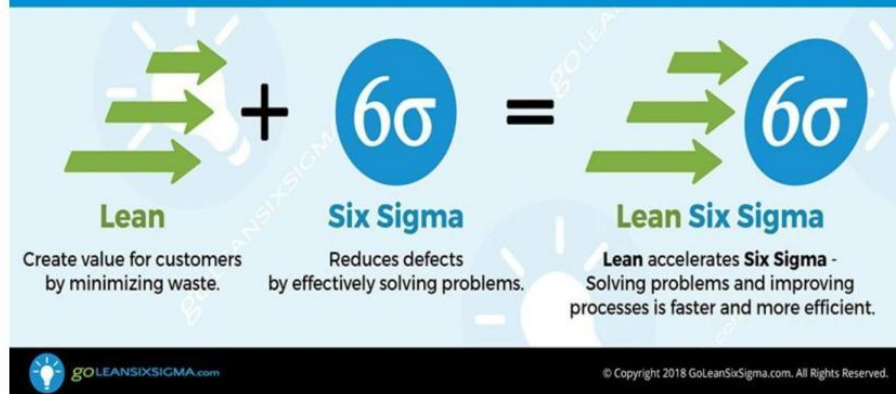 6σ
+
=
6σ
Lean
Six Sigma
Lean Six Sigma
Create value for customers
by minimizing waste.
Reduces defects
by effectively solving problems.
Lean accelerates Six Sigma -
Solving problems and improving
processes is faster and more efficient.
goLEANSIXSIGMA.com
© Copyright 2018 GoLeanSixSigma.com. All Rights Reserved.